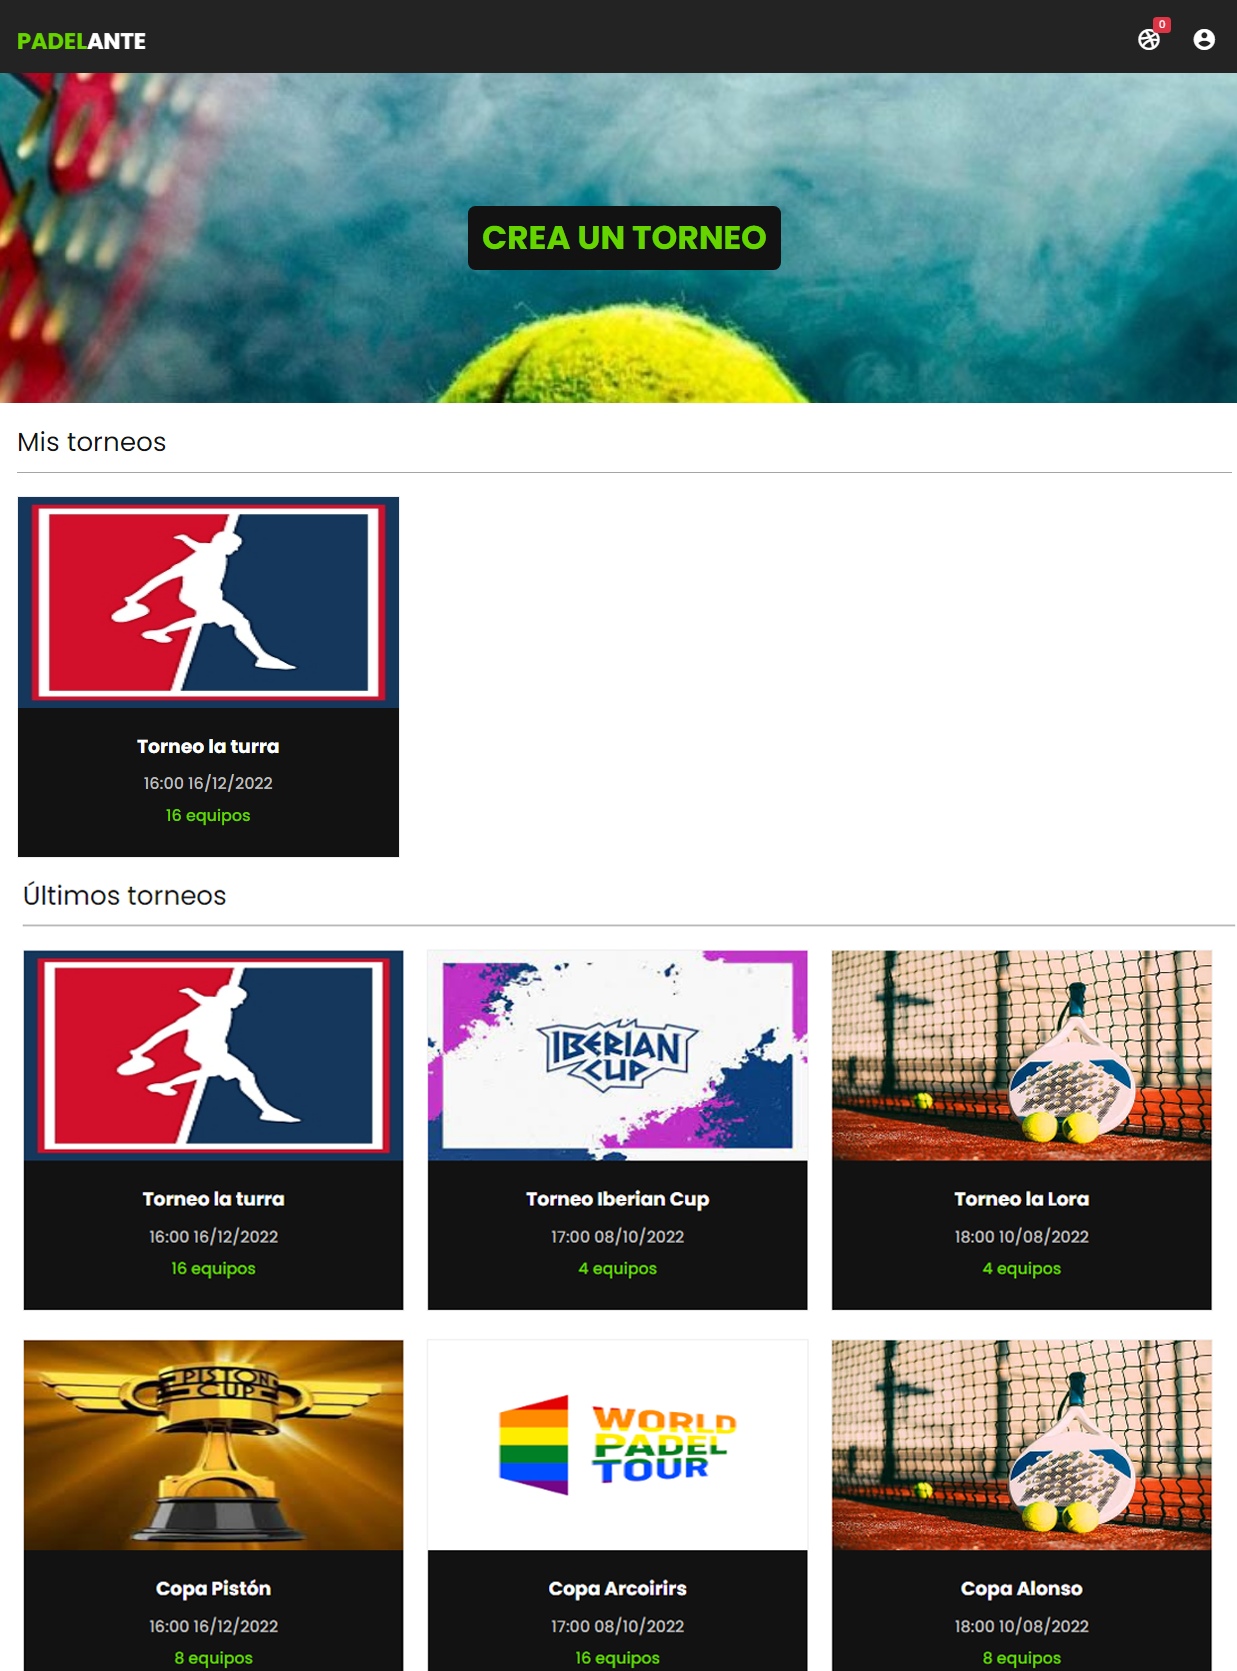 PADELANTE
0
CREA UN TORNEO
Mis torneos
Torneo la turra
16:00 16/12/2022
16 equipos
Últimos torneos
IBERIAN
CUP
Torneo la turra
16:00 16/12/2022
16 equipos
Torneo Iberian Cup
17:00 08/10/2022
4 equipos
Torneo la Lora
18:00 10/08/2022
4 equipos
PISTON
CUP
WORLD
PADEL
TOUR
Copa Pistón
16:00 16/12/2022
8 equipos
Copa Arcoirirs
17:00 08/10/2022
16 equipos
Copa Alonso
18:00 10/08/2022
8 equipos